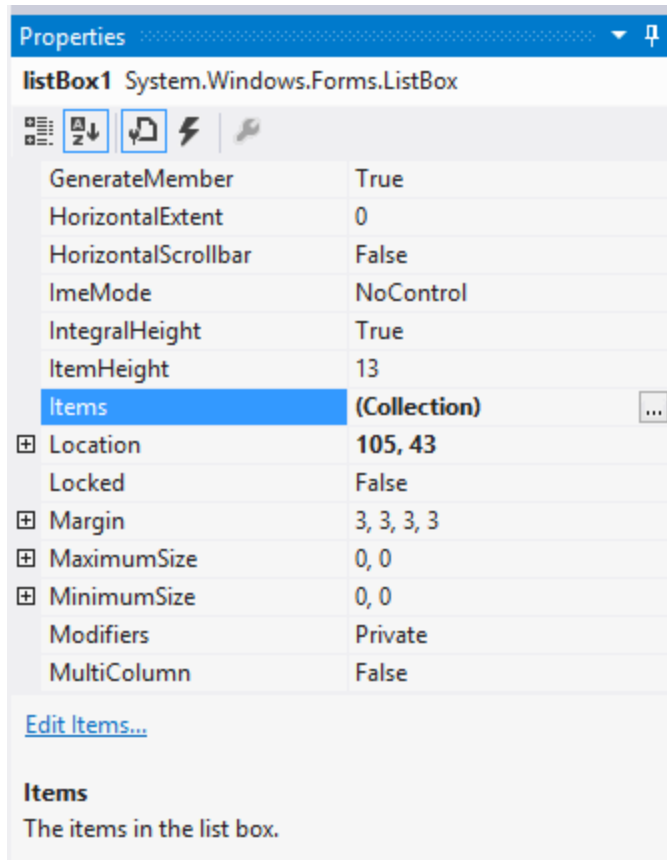 Properties
listBox1 System.Windows.Forms.ListBox
GenerateMember True
HorizontalExtent 0
HorizontalScrollbar False
ImeMode NoControl
IntegralHeight True
ItemHeight 13
Items (Collection) ...
Location 105, 43
Locked False
Margin 3, 3, 3, 3
MaximumSize 0, 0
MinimumSize 0, 0
Modifiers Private
MultiColumn False
Edit Items...
Items
The items in the list box.